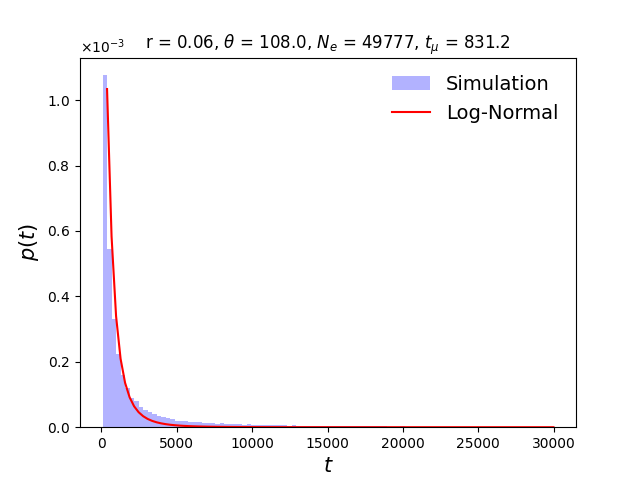 ×10⁻³ r = 0.06, θ = 108.0, Nₑ = 49777, t_μ = 831.2
Simulation
Log-Normal
1.0
0.8
0.6
0.4
0.2
0.0
p(t)
0 5000 10000 15000 20000 25000 30000
t